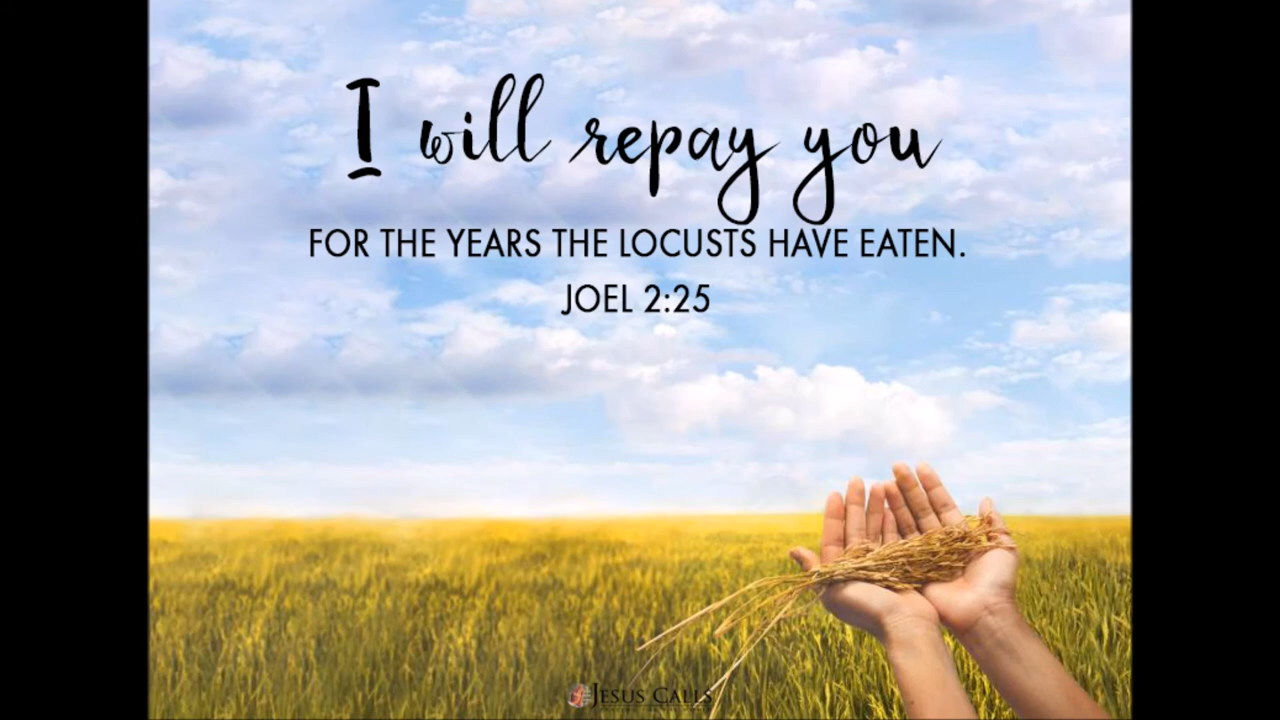 I will repay you
FOR THE YEARS THE LOCUSTS HAVE EATEN.
JOEL 2:25
JESUS CALLS